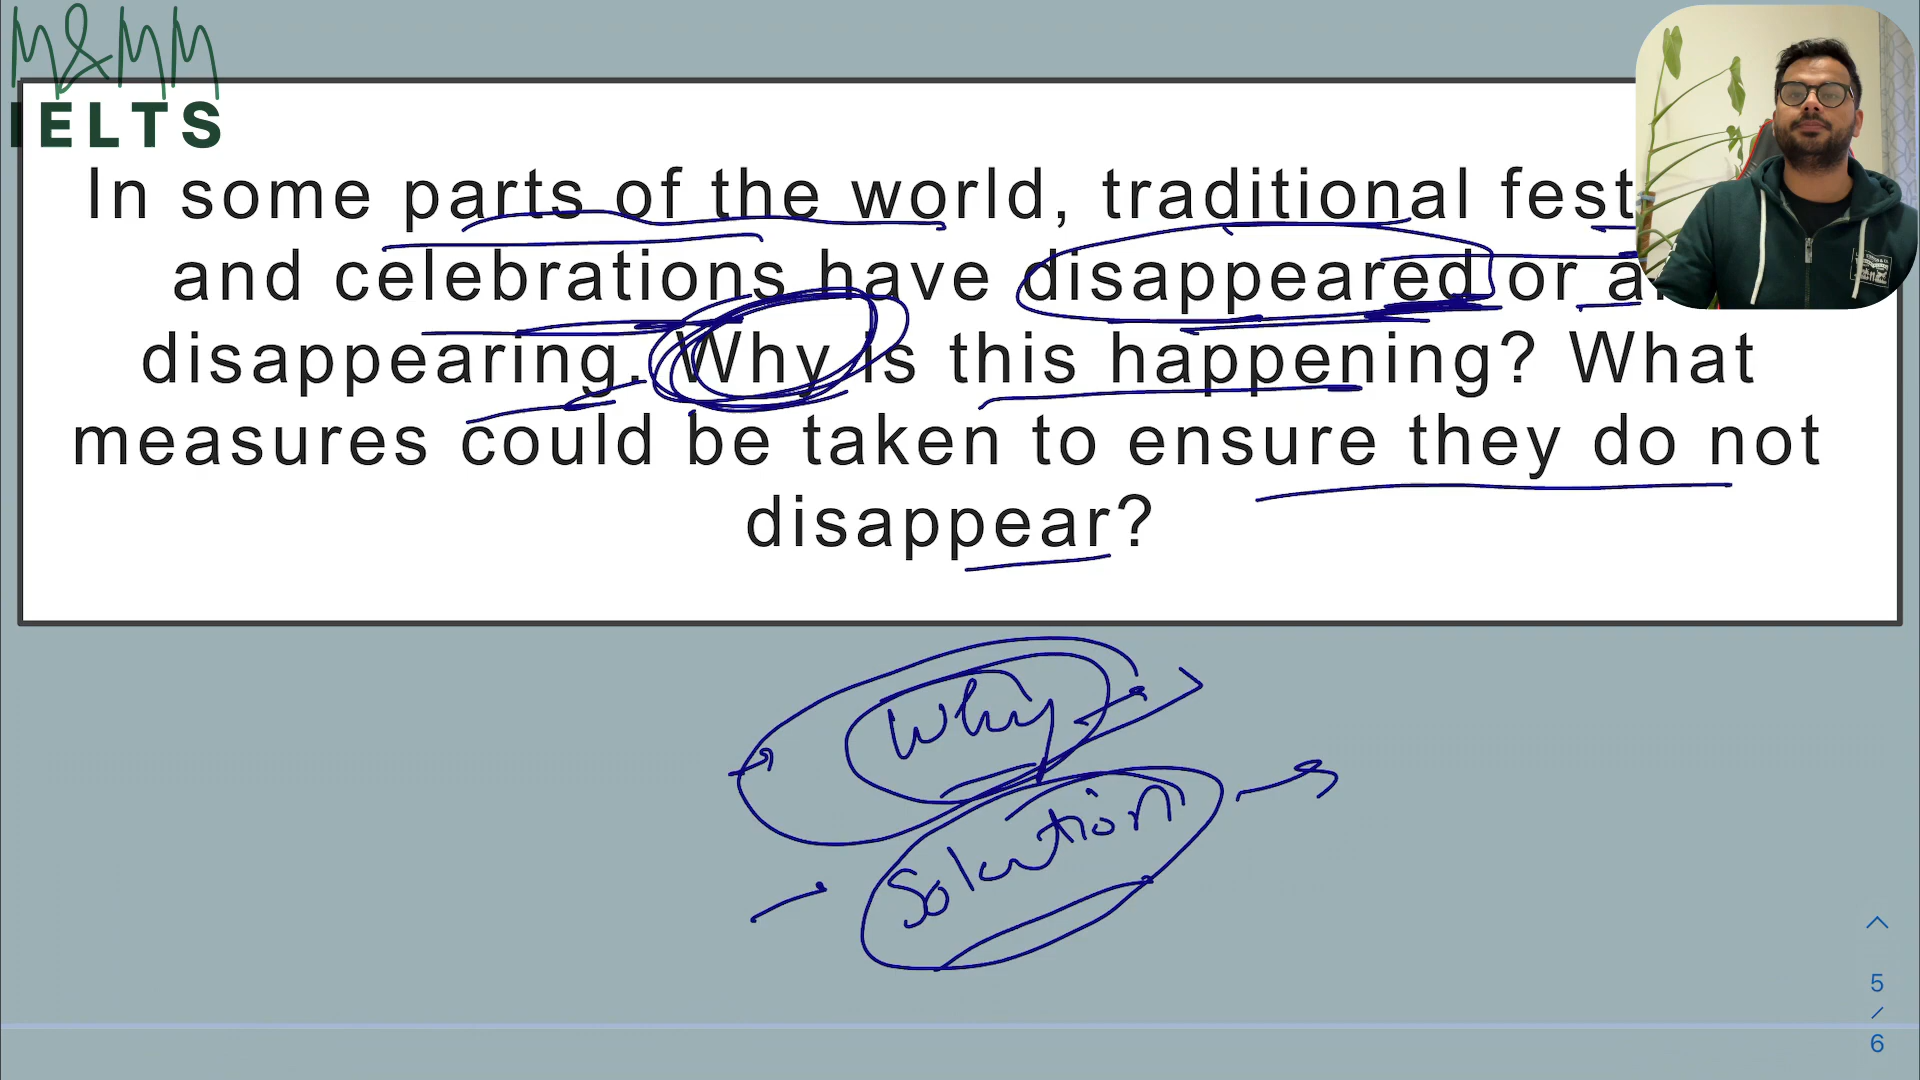 M&MM
IELTS
In some parts of the world, traditional fest
and celebrations have disappeared or a
disappearing. Why is this happening? What
measures could be taken to ensure they do not
disappear?
Why
Solution
5
/
6